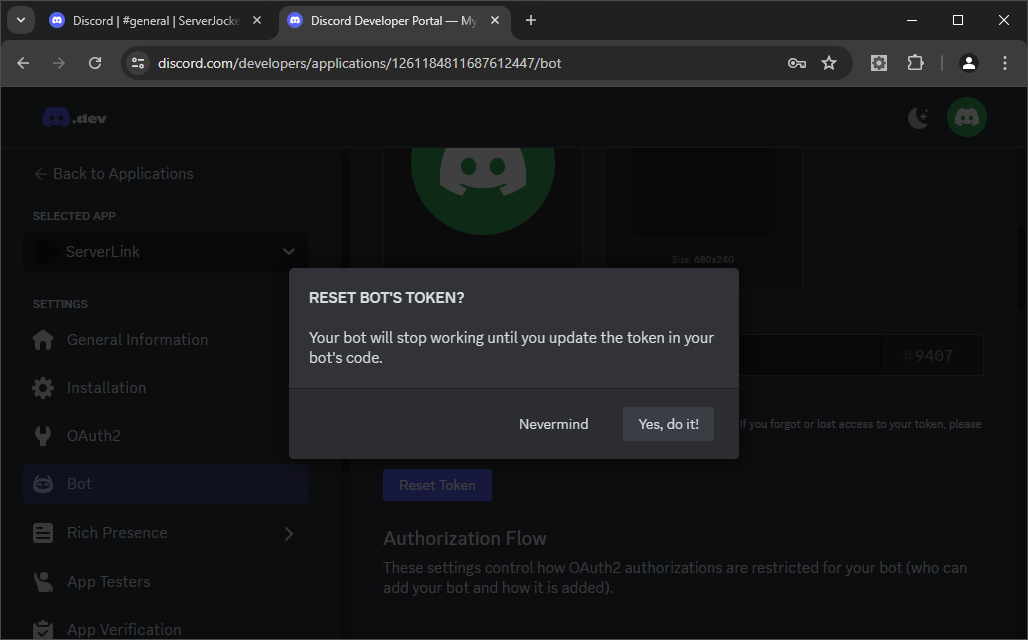 Discord | #general | ServerJocke
Discord Developer Portal — My
discord.com/developers/applications/1261184811687612447/bot
.dev
Back to Applications
SELECTED APP
ServerLink
SETTINGS
General Information
Installation
OAuth2
Bot
Rich Presence
App Testers
App Verification
Size: 680x240
RESET BOT'S TOKEN?
Your bot will stop working until you update the token in your
bot's code.
Nevermind
Yes, do it!
#9407
If you forgot or lost access to your token, please
Reset Token
Authorization Flow
These settings control how OAuth2 authorizations are restricted for your bot (who can
add your bot and how it is added).